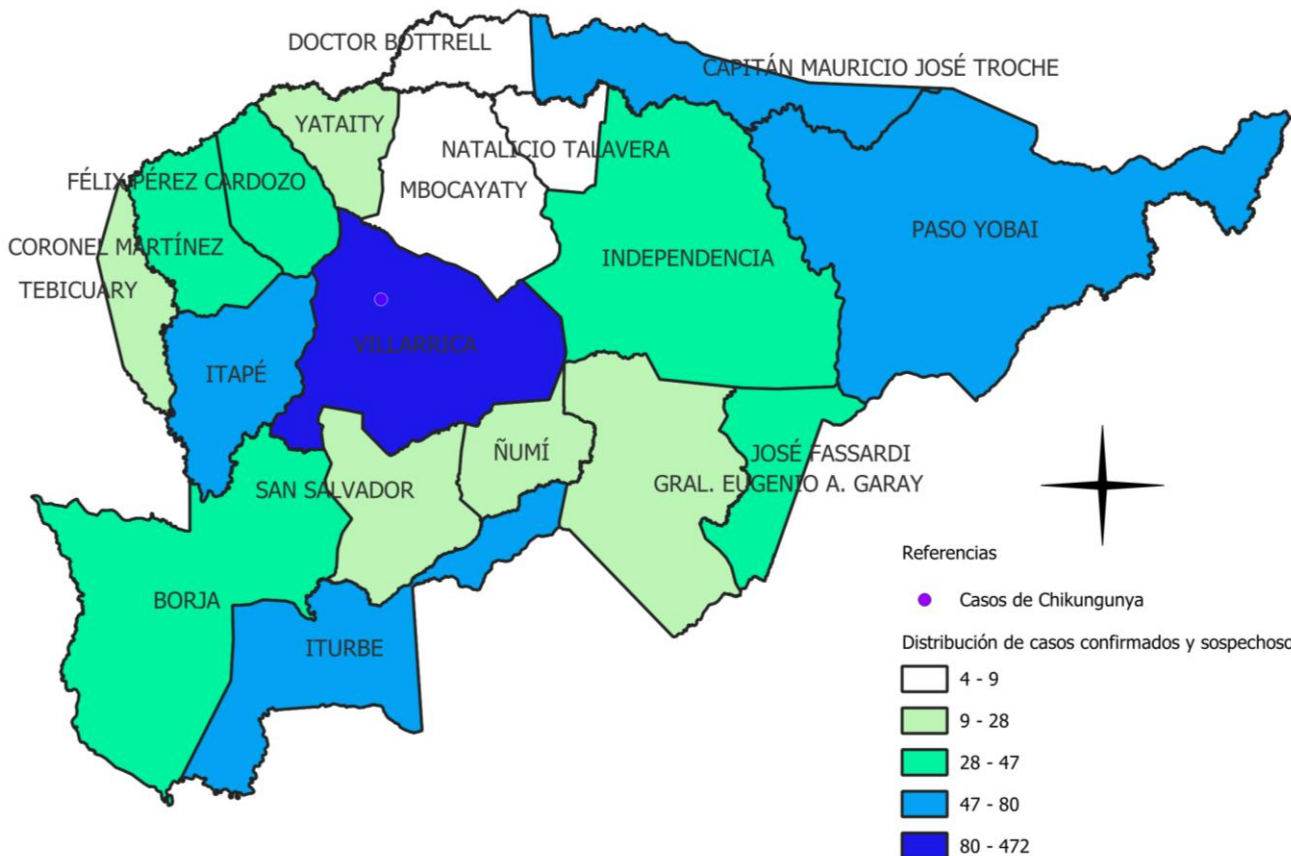 DOCTOR BOTTRELL
CAPITÁN MAURICIO JOSÉ TROCHE
YATAITY
NATALICIO TALAVERA
FÉLIX PÉREZ CARDOZO
MBOCAYATY
PASO YOBAI
CORONEL MARTÍNEZ
INDEPENDENCIA
TEBICUARY
VILLARRICA
ITAPÉ
ÑUMÍ
JOSÉ FASSARDI
SAN SALVADOR
GRAL. EUGENIO A. GARAY
BORJA
ITURBE
Referencias
Casos de Chikungunya
Distribución de casos confirmados y sospechoso
4 - 9
9 - 28
28 - 47
47 - 80
80 - 472